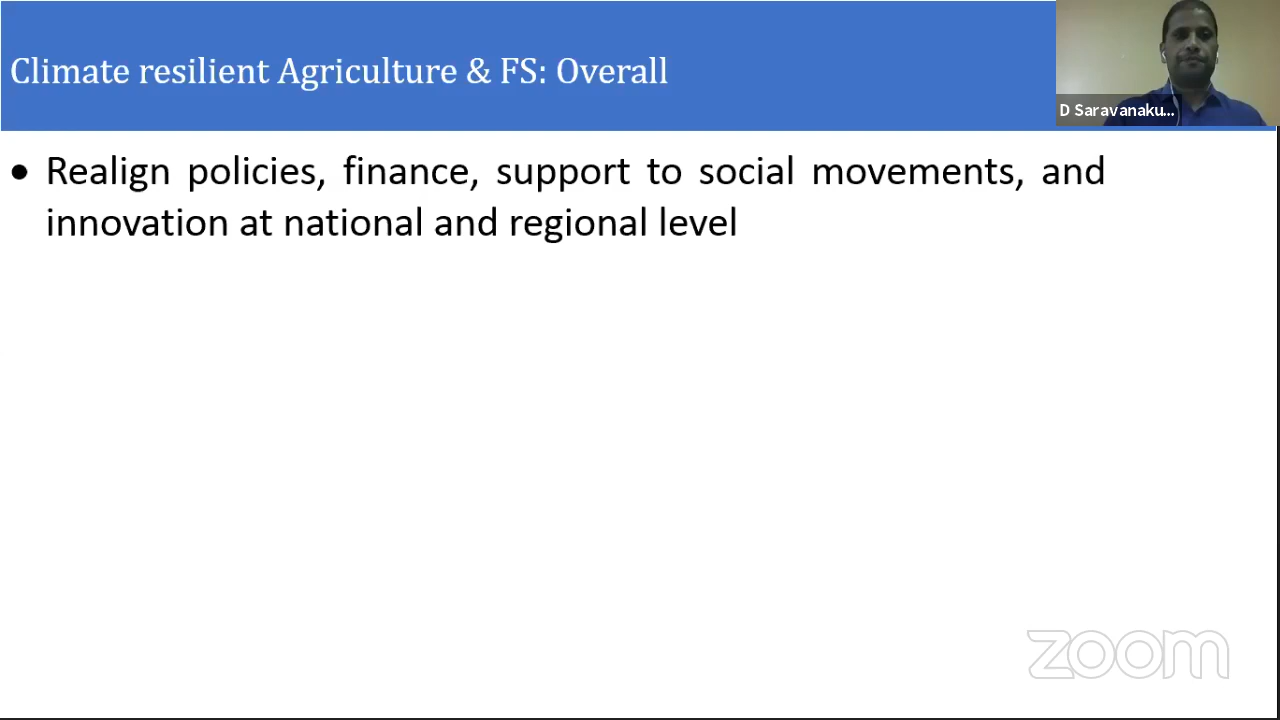 Climate resilient Agriculture & FS: Overall
D Saravanaku...
• Realign policies, finance, support to social movements, and
innovation at national and regional level
zoom